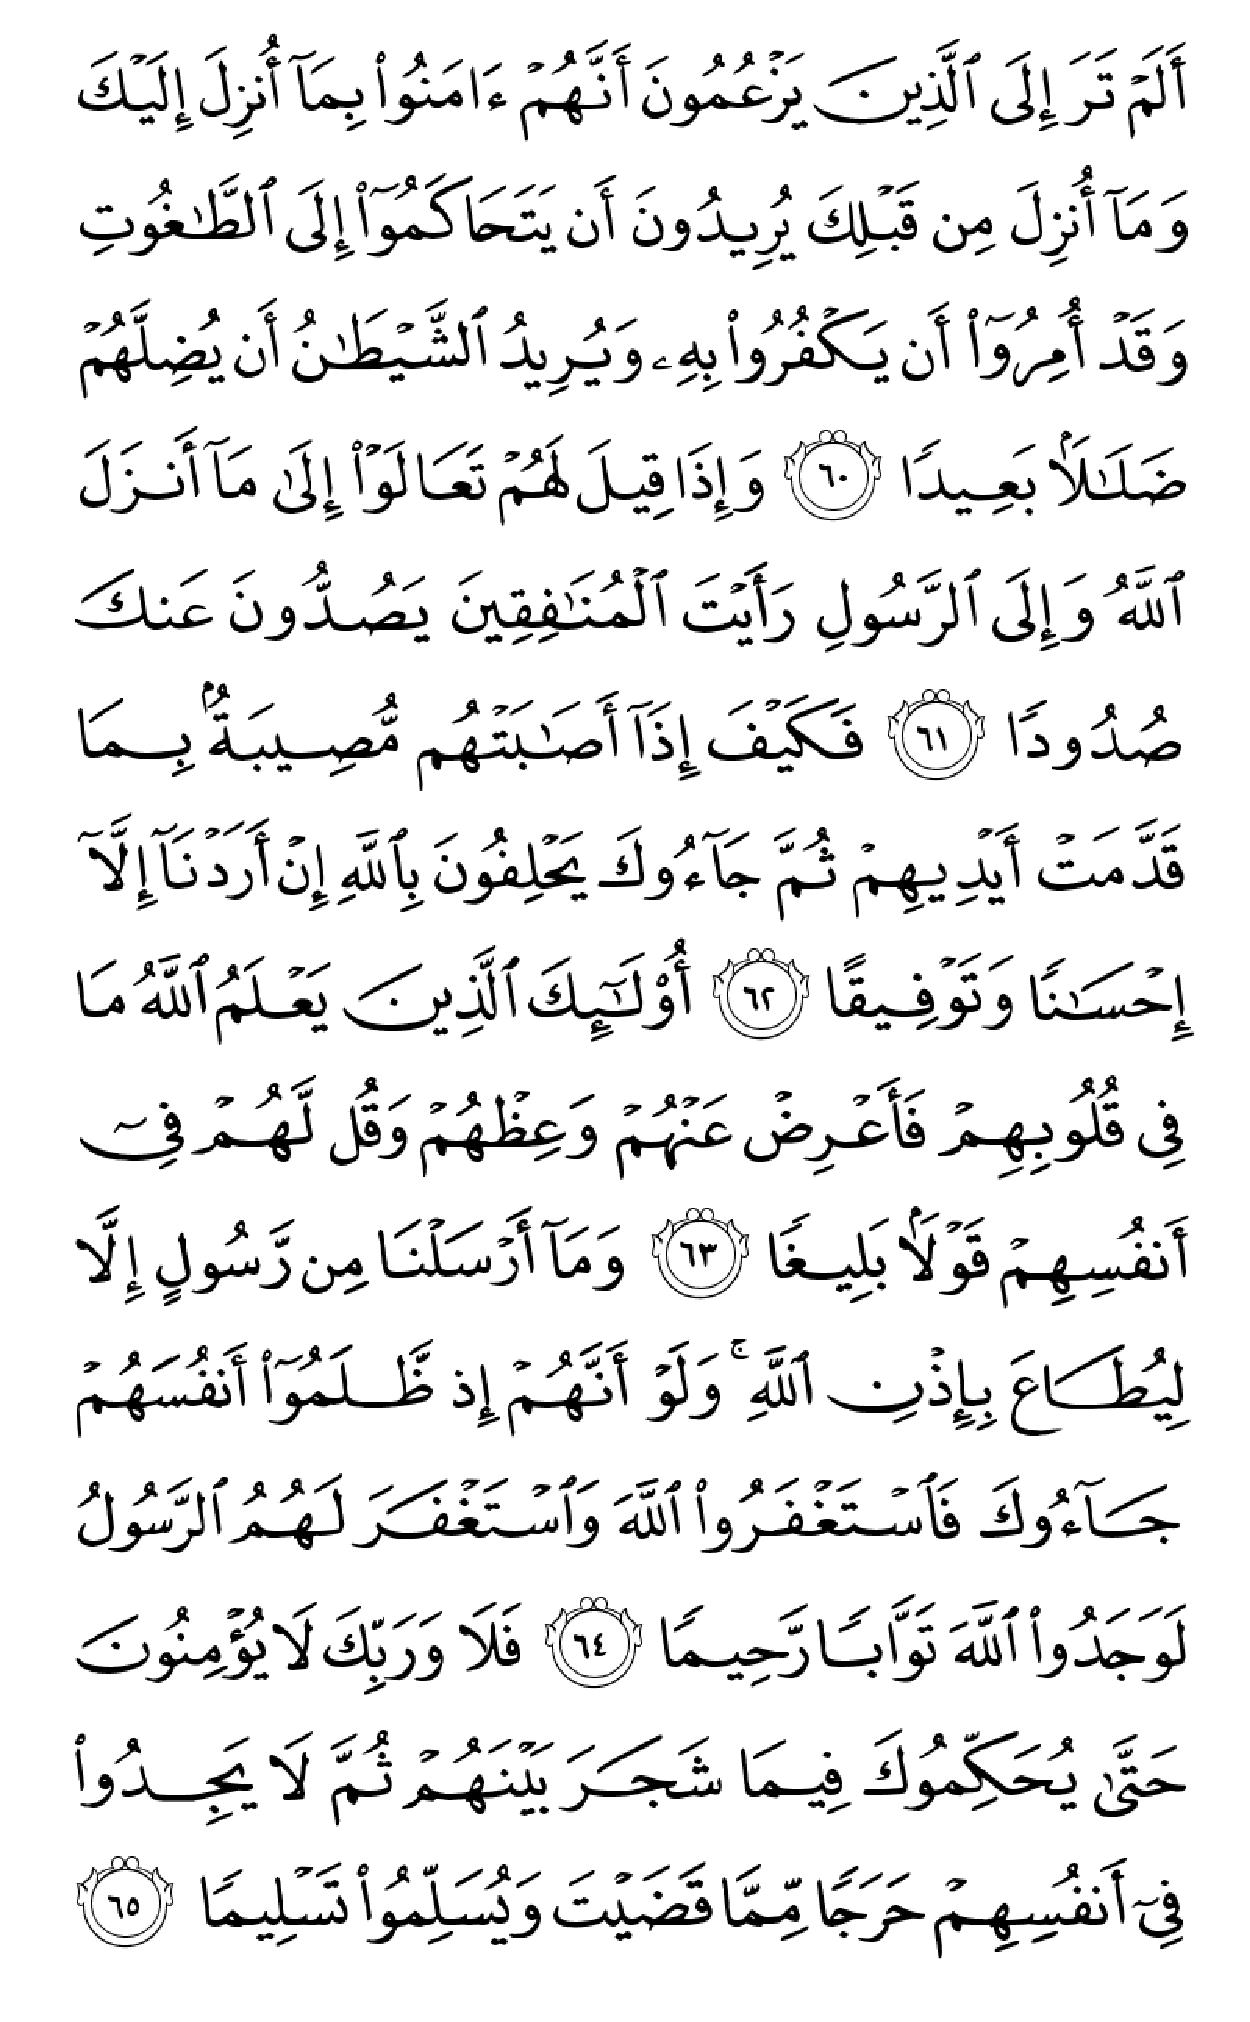 أَلَمۡ تَرَ إِلَى ٱلَّذِينَ يَزۡعُمُونَ أَنَّهُمۡ ءَامَنُواْ بِمَآ أُنزِلَ إِلَيۡكَ
وَمَآ أُنزِلَ مِن قَبۡلِكَ يُرِيدُونَ أَن يَتَحَاكَمُوٓاْ إِلَى ٱلطَّـٰغُوتِ
وَقَدۡ أُمِرُوٓاْ أَن يَكۡفُرُواْ بِهِۦ وَيُرِيدُ ٱلشَّيۡطَـٰنُ أَن يُضِلَّهُمۡ
ضَلَـٰلَۢا بَعِيدٗا ٦٠ وَإِذَا قِيلَ لَهُمۡ تَعَالَوۡاْ إِلَىٰ مَآ أَنزَلَ
ٱللَّهُ وَإِلَى ٱلرَّسُولِ رَأَيۡتَ ٱلۡمُنَـٰفِقِينَ يَصُدُّونَ عَنكَ
صُدُودٗا ٦١ فَكَيۡفَ إِذَآ أَصَـٰبَتۡهُم مُّصِيبَةُۢ بِمَا
قَدَّمَتۡ أَيۡدِيهِمۡ ثُمَّ جَآءُوكَ يَحۡلِفُونَ بِٱللَّهِ إِنۡ أَرَدۡنَآ إِلَّآ
إِحۡسَـٰنٗا وَتَوۡفِيقًا ٦٢ أُوْلَـٰٓئِكَ ٱلَّذِينَ يَعۡلَمُ ٱللَّهُ مَا
فِي قُلُوبِهِمۡ فَأَعۡرِضۡ عَنۡهُمۡ وَعِظۡهُمۡ وَقُل لَّهُمۡ فِيٓ
أَنفُسِهِمۡ قَوۡلَۢا بَلِيغٗا ٦٣ وَمَآ أَرۡسَلۡنَا مِن رَّسُولٍ إِلَّا
لِيُطَاعَ بِإِذۡنِ ٱللَّهِۚ وَلَوۡ أَنَّهُمۡ إِذ ظَّلَمُوٓاْ أَنفُسَهُمۡ
جَآءُوكَ فَٱسۡتَغۡفَرُواْ ٱللَّهَ وَٱسۡتَغۡفَرَ لَهُمُ ٱلرَّسُولُ
لَوَجَدُواْ ٱللَّهَ تَوَّابٗا رَّحِيمٗا ٦٤ فَلَا وَرَبِّكَ لَا يُؤۡمِنُونَ
حَتَّىٰ يُحَكِّمُوكَ فِيمَا شَجَرَ بَيۡنَهُمۡ ثُمَّ لَا يَجِدُواْ
فِيٓ أَنفُسِهِمۡ حَرَجٗا مِّمَّا قَضَيۡتَ وَيُسَلِّمُواْ تَسۡلِيمٗا ٦٥